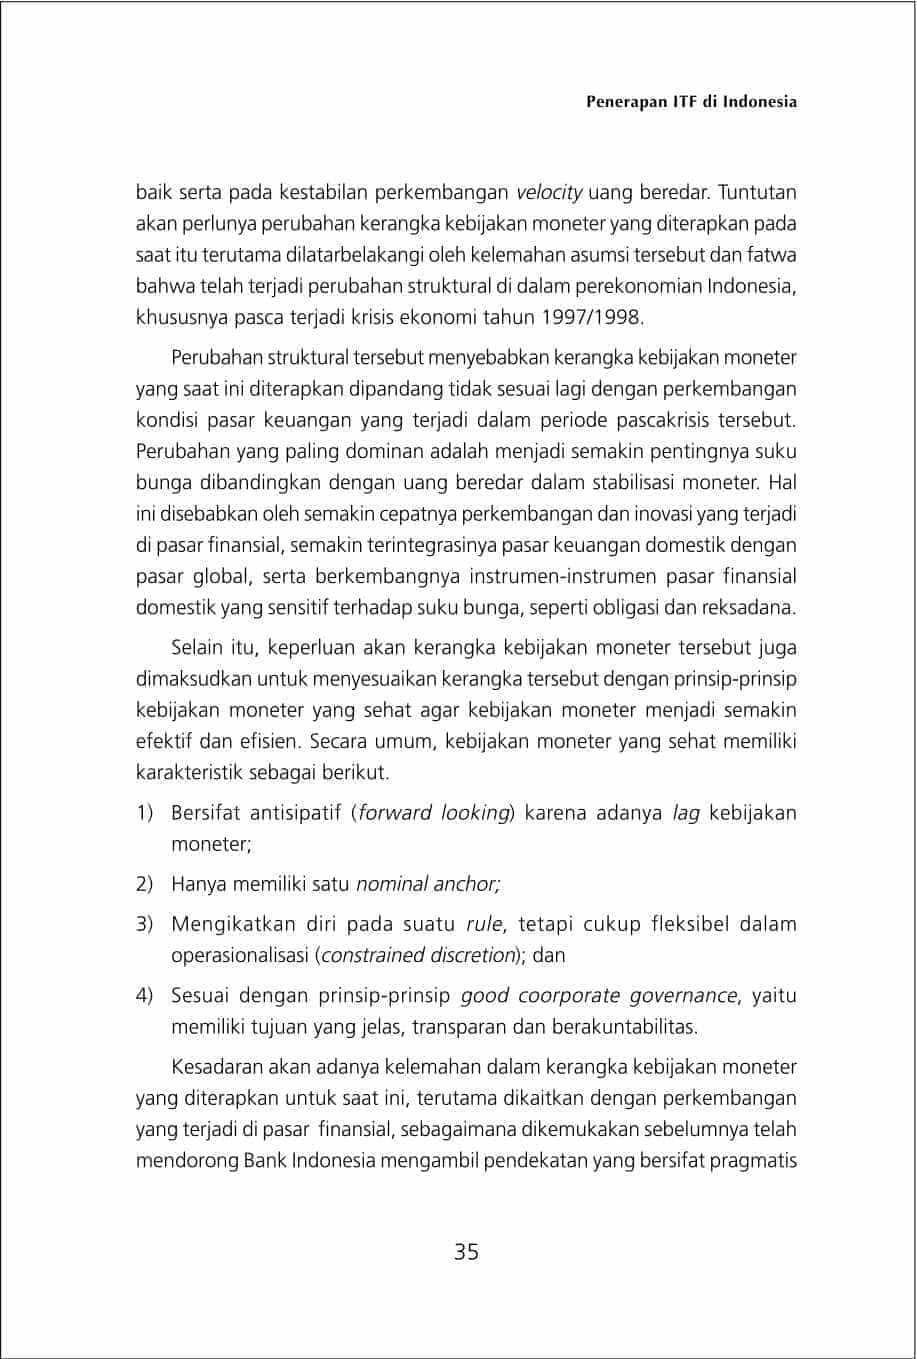 Penerapan ITF di Indonesia
baik serta pada kestabilan perkembangan velocity uang beredar. Tuntutan
akan perlunya perubahan kerangka kebijakan moneter yang diterapkan pada
saat itu terutama dilatarbelakangi oleh kelemahan asumsi tersebut dan fatwa
bahwa telah terjadi perubahan struktural di dalam perekonomian Indonesia,
khususnya pasca terjadi krisis ekonomi tahun 1997/1998.
Perubahan struktural tersebut menyebabkan kerangka kebijakan moneter
yang saat ini diterapkan dipandang tidak sesuai lagi dengan perkembangan
kondisi pasar keuangan yang terjadi dalam periode pascakrisis tersebut.
Perubahan yang paling dominan adalah menjadi semakin pentingnya suku
bunga dibandingkan dengan uang beredar dalam stabilisasi moneter. Hal
ini disebabkan oleh semakin cepatnya perkembangan dan inovasi yang terjadi
di pasar finansial, semakin terintegrasinya pasar keuangan domestik dengan
pasar global, serta berkembangnya instrumen-instrumen pasar finansial
domestik yang sensitif terhadap suku bunga, seperti obligasi dan reksadana.
Selain itu, keperluan akan kerangka kebijakan moneter tersebut juga
dimaksudkan untuk menyesuaikan kerangka tersebut dengan prinsip-prinsip
kebijakan moneter yang sehat agar kebijakan moneter menjadi semakin
efektif dan efisien. Secara umum, kebijakan moneter yang sehat memiliki
karakteristik sebagai berikut.
1) Bersifat antisipatif (forward looking) karena adanya lag kebijakan
moneter;
2) Hanya memiliki satu nominal anchor;
3) Mengikatkan diri pada suatu rule, tetapi cukup fleksibel dalam
operasionalisasi (constrained discretion); dan
4) Sesuai dengan prinsip-prinsip good coorporate governance, yaitu
memiliki tujuan yang jelas, transparan dan berakuntabilitas.
Kesadaran akan adanya kelemahan dalam kerangka kebijakan moneter
yang diterapkan untuk saat ini, terutama dikaitkan dengan perkembangan
yang terjadi di pasar finansial, sebagaimana dikemukakan sebelumnya telah
mendorong Bank Indonesia mengambil pendekatan yang bersifat pragmatis
35